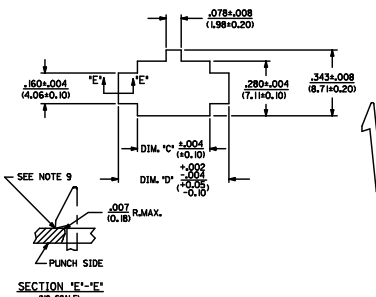 .078±.008
(1.98±0.20)
"E" "E"
.160±.004
(4.06±0.10)
.280±.004
(7.11±0.10)
.343±.008
(8.71±0.20)
DIM. "C" ±.004
(±0.10)
DIM. "D" +.002
-.004
(+0.05
-0.10)
SEE NOTE 9
.007
(0.18) R.MAX.
PUNCH SIDE
SECTION "E"-"E"